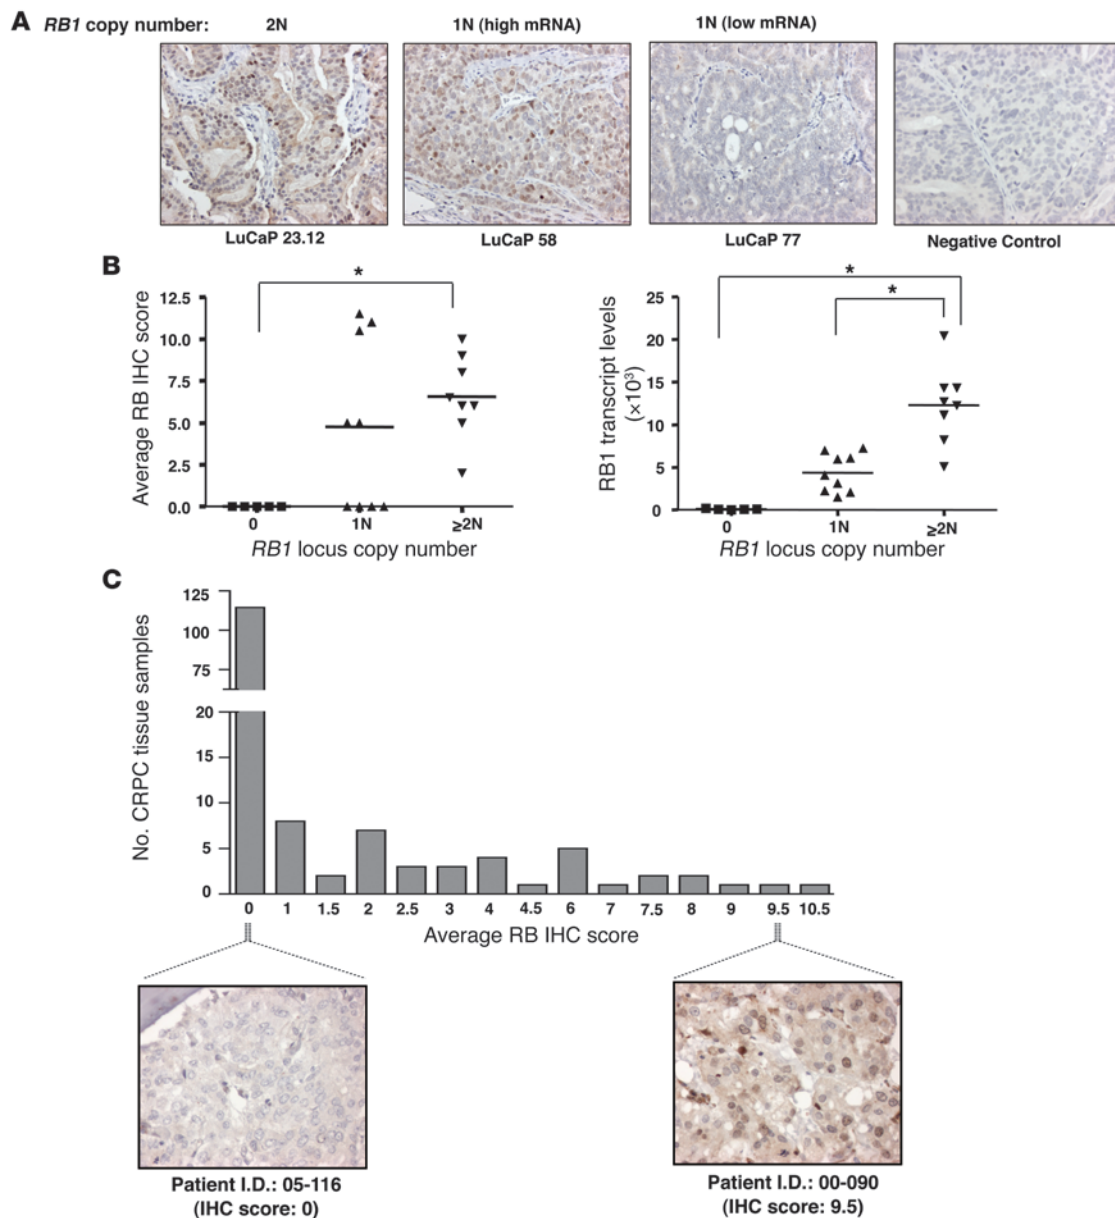 A RB1 copy number: 2N 1N (high mRNA) 1N (low mRNA)
LuCaP 23.12 LuCaP 58 LuCaP 77 Negative Control
B
*
12.5
10.0
7.5
5.0
2.5
0.0
Average RB IHC score
0 1N ≥2N
RB1 locus copy number
*
*
25
20
15
10
5
0
RB1 transcript levels
(×10³)
0 1N ≥2N
RB1 locus copy number
C
125
100
75
20
15
10
5
0
No. CRPC tissue samples
0 1 1.5 2 2.5 3 4 4.5 6 7 7.5 8 9 9.5 10.5
Average RB IHC score
Patient I.D.: 05-116
(IHC score: 0)
Patient I.D.: 00-090
(IHC score: 9.5)